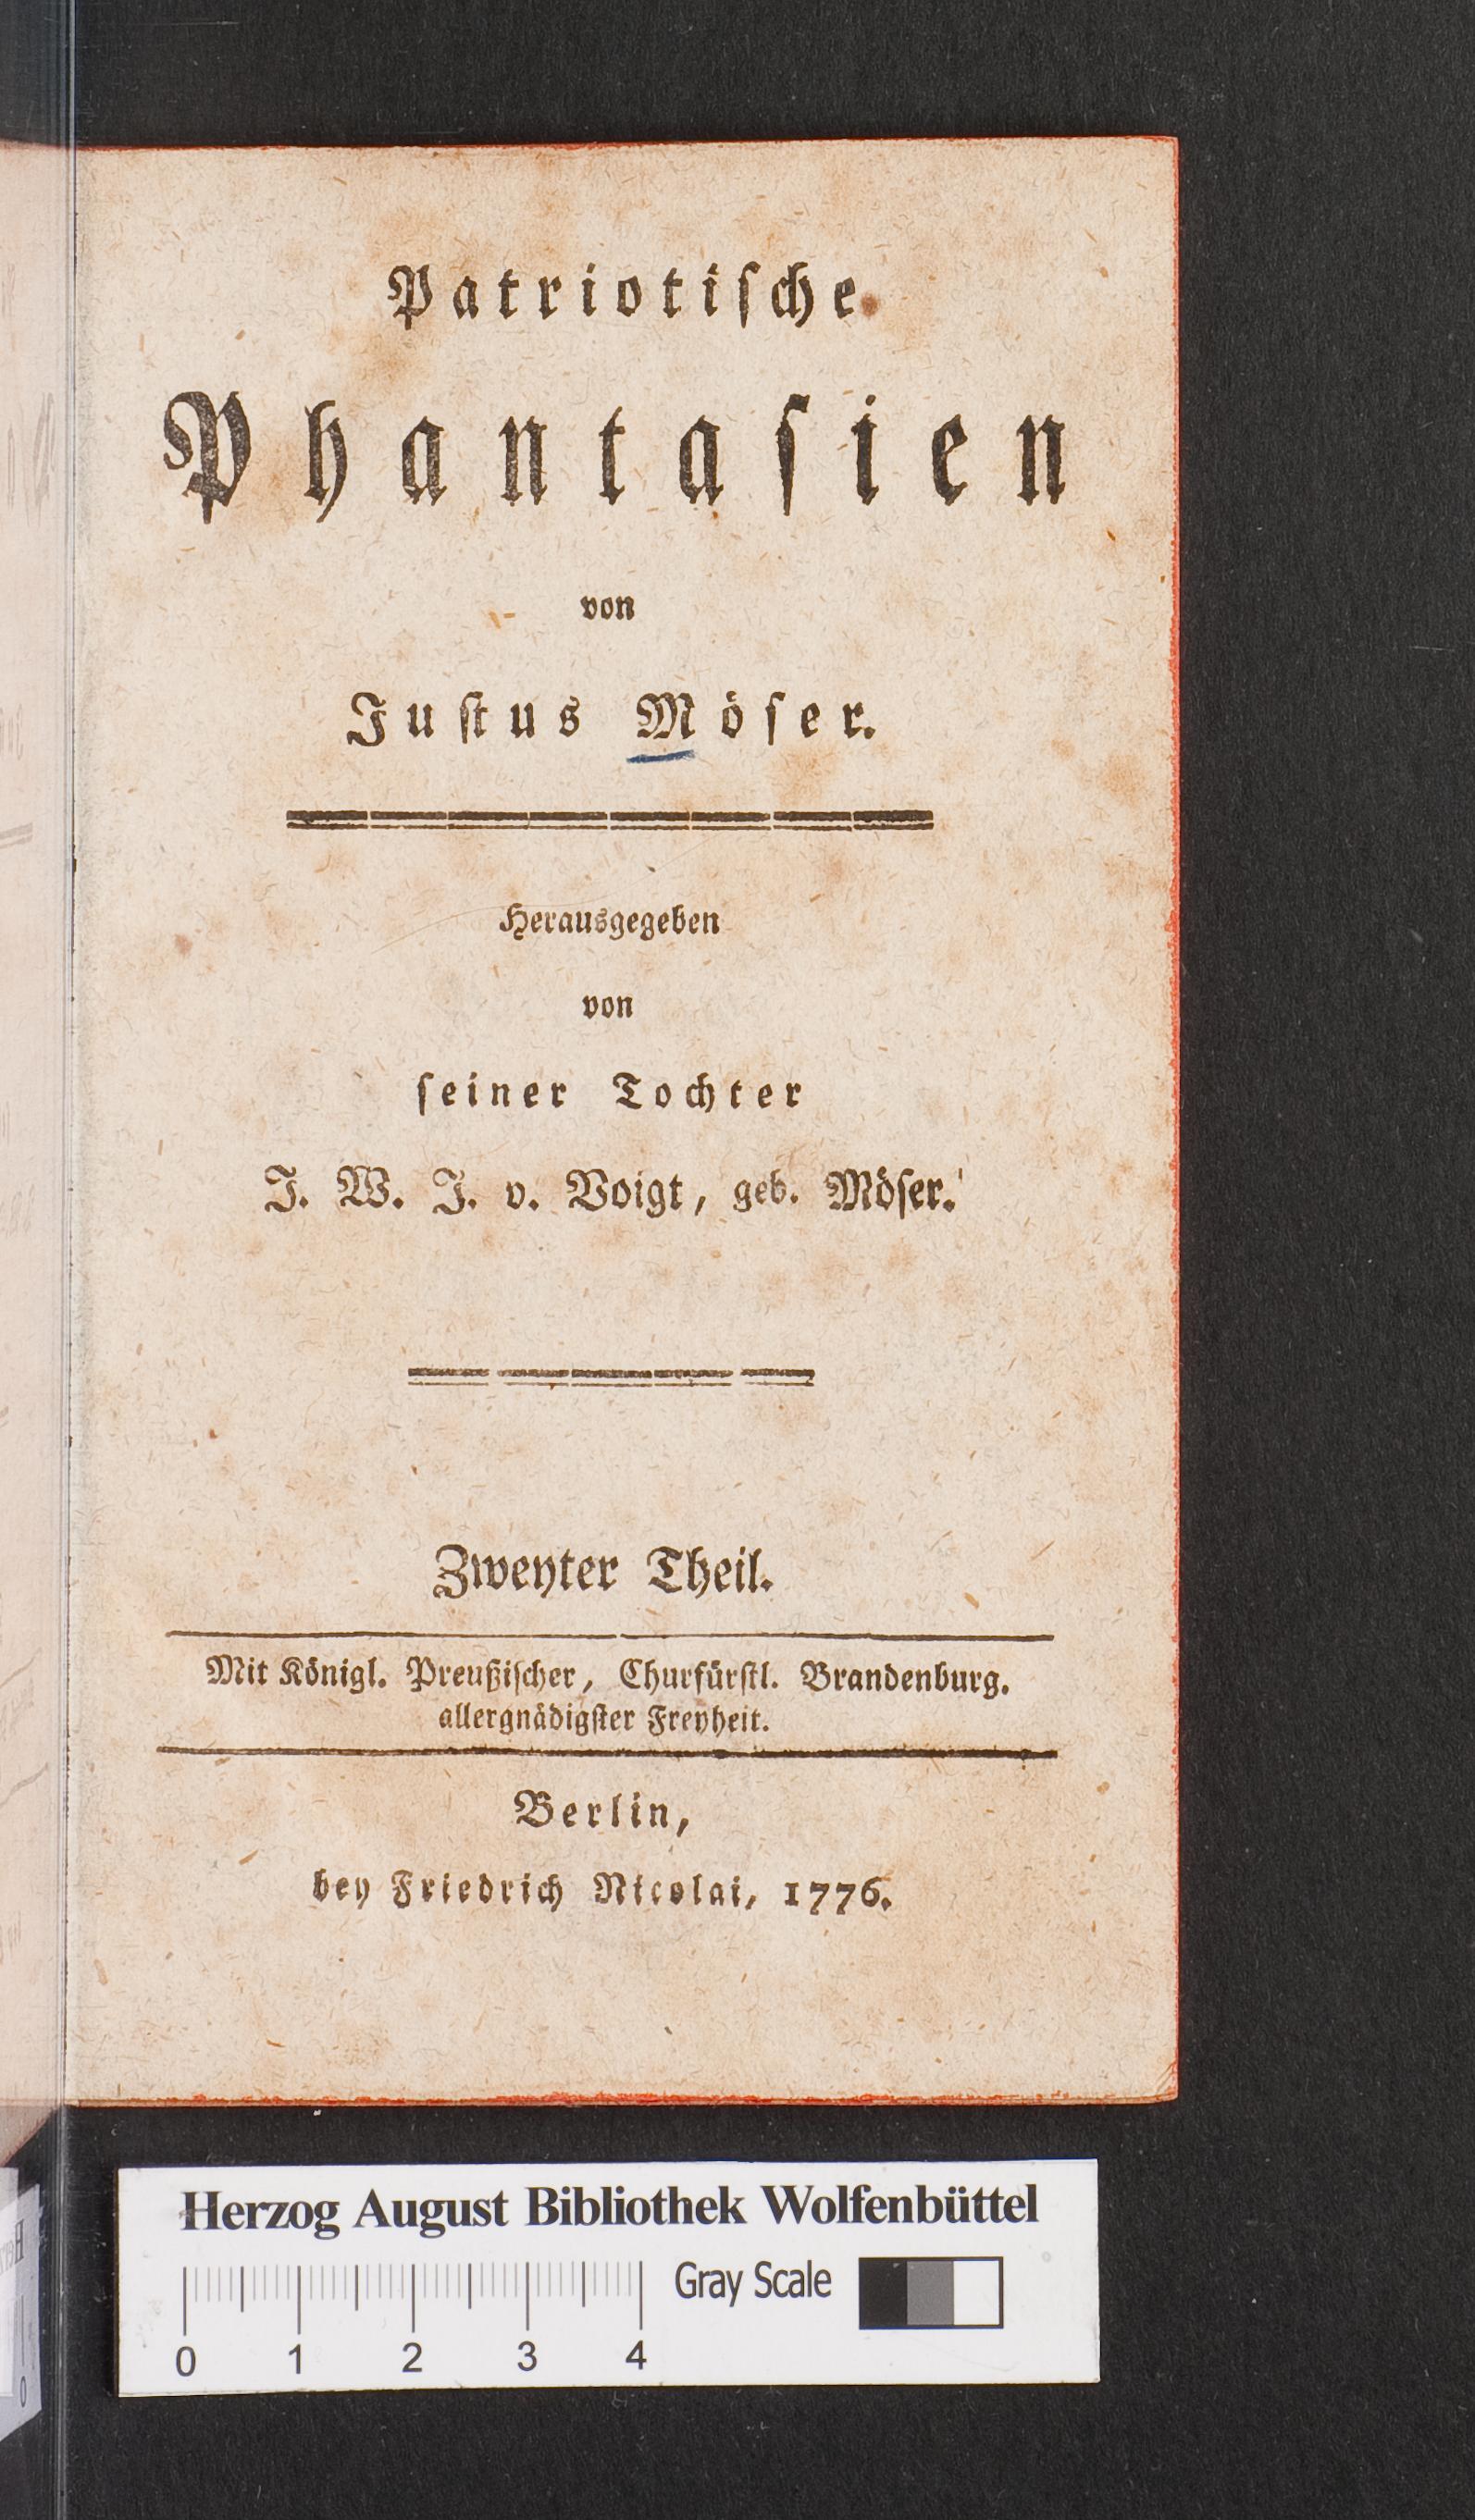 Patriotiſche
Phantaſien
von
Juſtus Möſer.
Herausgegeben
von
ſeiner Tochter
J. W. J. v. Voigt, geb. Möſer.
Zweyter Theil.
Mit Königl. Preußiſcher, Churfürſtl. Brandenburg.
allergnädigſter Freyheit.
Berlin,
bey Friedrich Nicolai, 1776.
Herzog August Bibliothek Wolfenbüttel
Gray Scale
0 1 2 3 4